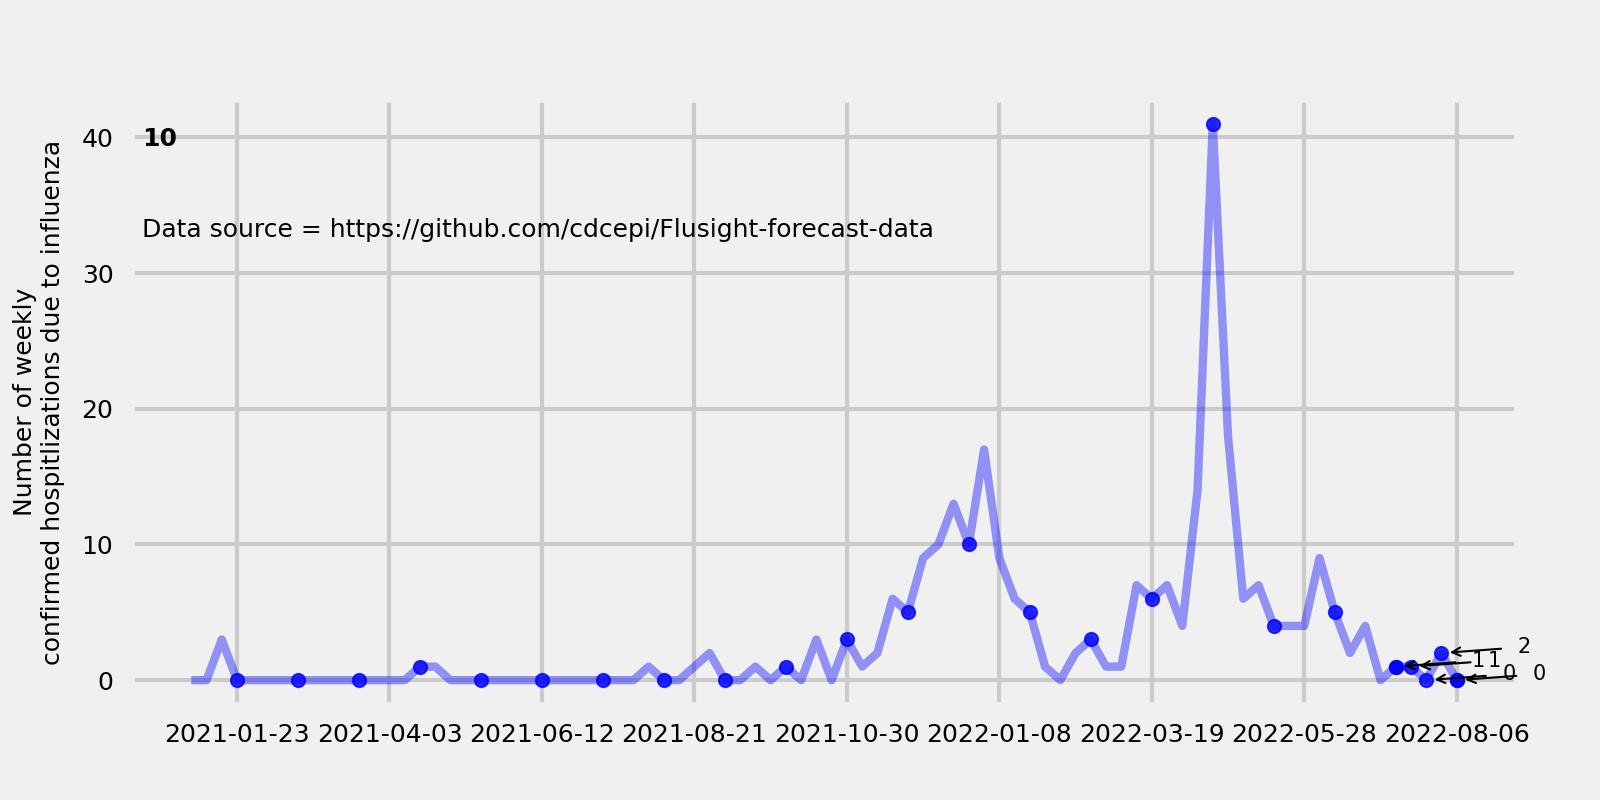 Number of weekly
confirmed hospitlizations due to influenza
40
30
20
10
0
10
Data source = https://github.com/cdcepi/Flusight-forecast-data
1
1
0
2
0
2021-01-23 2021-04-03 2021-06-12 2021-08-21 2021-10-30 2022-01-08 2022-03-19 2022-05-28 2022-08-06